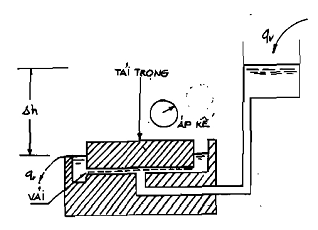 qv
TẢI TRỌNG
Δh
ÁP KẾ
q
VẢI